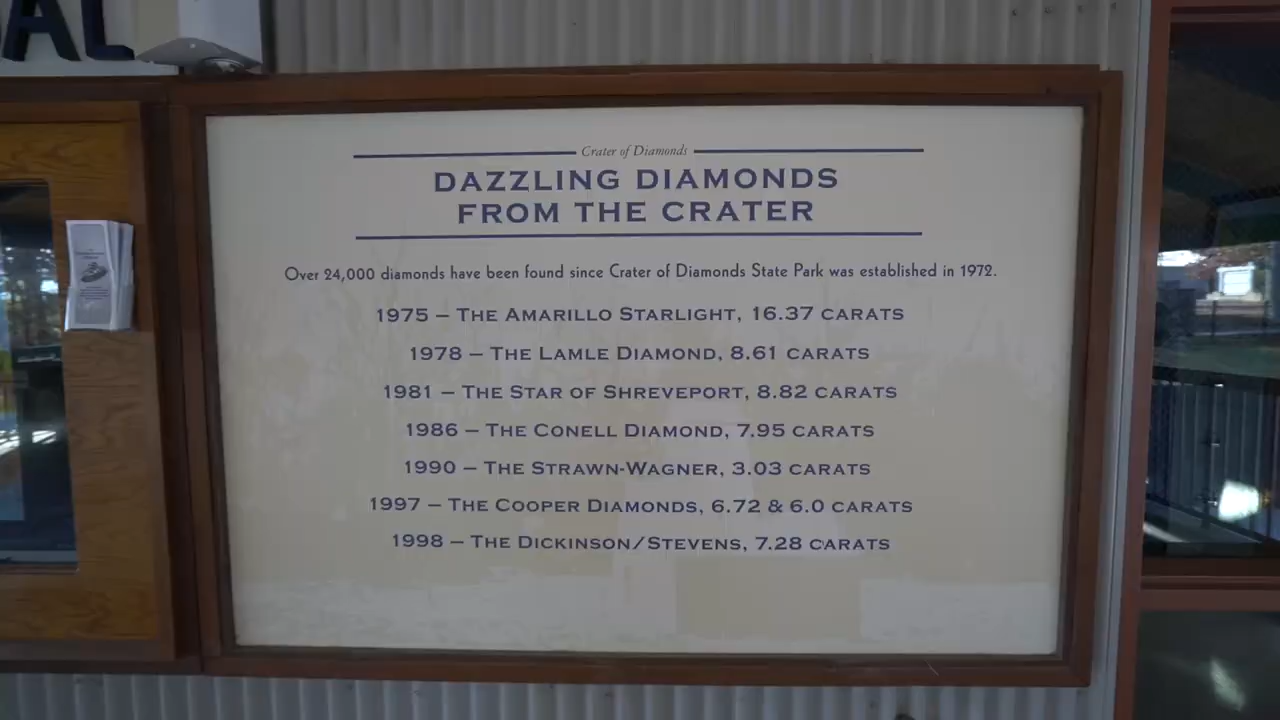 AL
Crater of Diamonds
DAZZLING DIAMONDS
FROM THE CRATER
Over 24,000 diamonds have been found since Crater of Diamonds State Park was established in 1972.
1975 – THE AMARILLO STARLIGHT, 16.37 CARATS
1978 – THE LAMLE DIAMOND, 8.61 CARATS
1981 – THE STAR OF SHREVEPORT, 8.82 CARATS
1986 – THE CONELL DIAMOND, 7.95 CARATS
1990 – THE STRAWN-WAGNER, 3.03 CARATS
1997 – THE COOPER DIAMONDS, 6.72 & 6.0 CARATS
1998 – THE DICKINSON/STEVENS, 7.28 CARATS